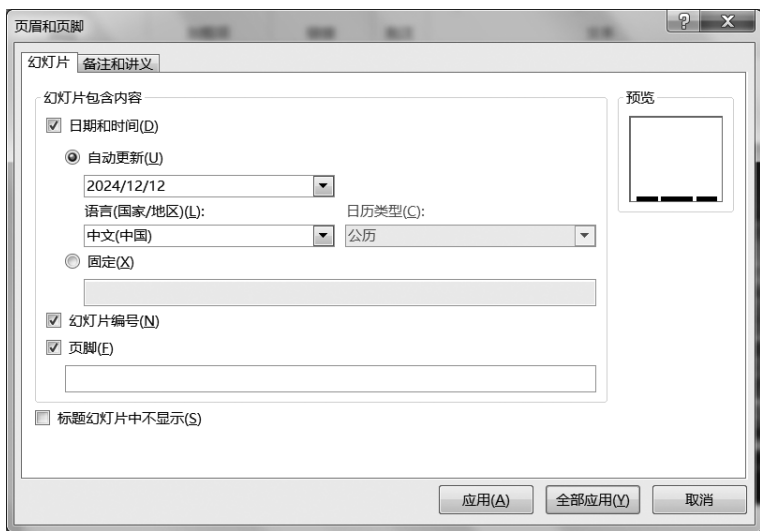 页眉和页脚
幻灯片 备注和讲义
幻灯片包含内容 预览
日期和时间(D)
自动更新(U)
2024/12/12
语言(国家/地区)(L): 日历类型(C):
中文(中国) 公历
固定(X)
幻灯片编号(N)
页脚(F)
标题幻灯片中不显示(S)
应用(A) 全部应用(Y) 取消